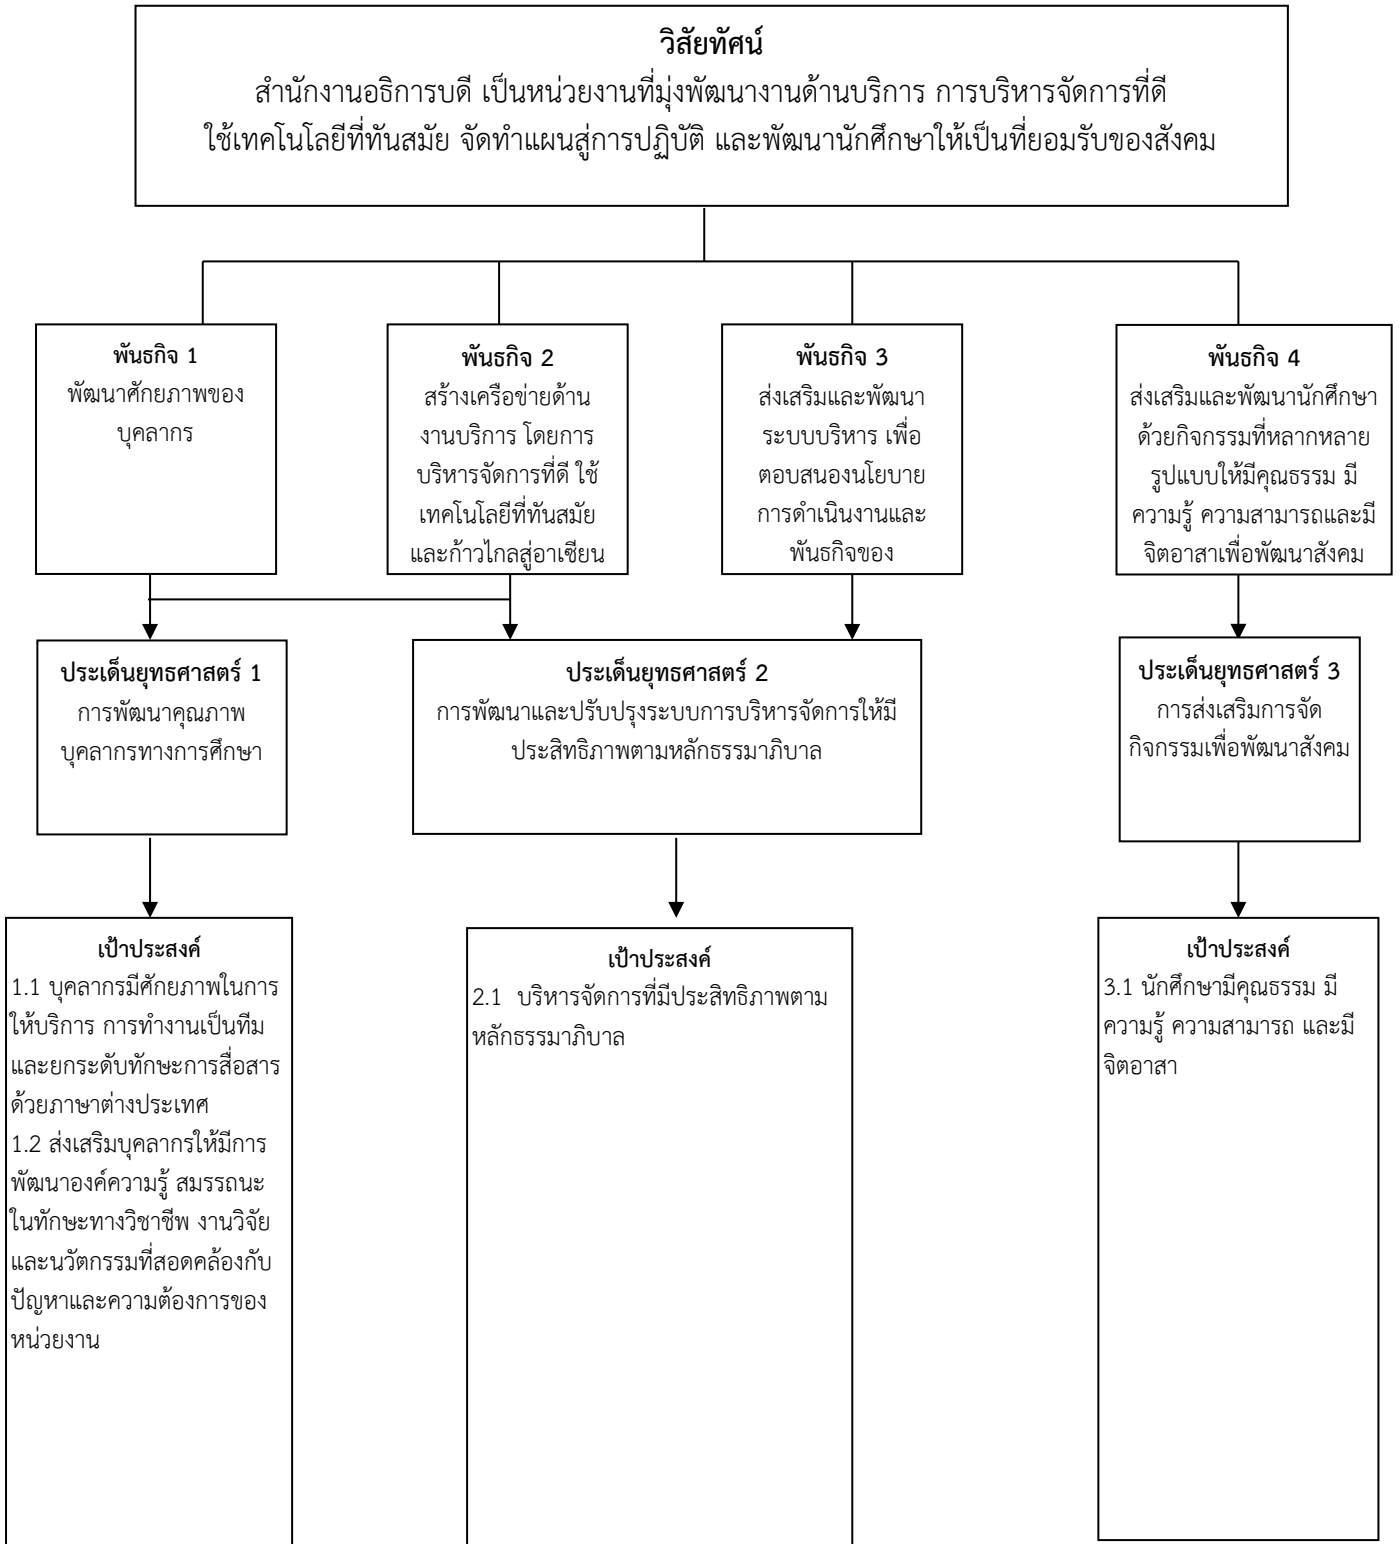 วิสัยทัศน์
สำนักงานอธิการบดี เป็นหน่วยงานที่มุ่งพัฒนางานด้านบริการ การบริหารจัดการที่ดี
ใช้เทคโนโลยีที่ทันสมัย จัดทำแผนสู่การปฏิบัติ และพัฒนานักศึกษาให้เป็นที่ยอมรับของสังคม
พันธกิจ 1
พัฒนาศักยภาพของ
บุคลากร
พันธกิจ 2
สร้างเครือข่ายด้าน
งานบริการ โดยการ
บริหารจัดการที่ดี ใช้
เทคโนโลยีที่ทันสมัย
และก้าวไกลสู่อาเซียน
พันธกิจ 3
ส่งเสริมและพัฒนา
ระบบบริหาร เพื่อ
ตอบสนองนโยบาย
การดำเนินงานและ
พันธกิจของ
พันธกิจ 4
ส่งเสริมและพัฒนานักศึกษา
ด้วยกิจกรรมที่หลากหลาย
รูปแบบให้มีคุณธรรม มี
ความรู้ ความสามารถและมี
จิตอาสาเพื่อพัฒนาสังคม
ประเด็นยุทธศาสตร์ 1
การพัฒนาคุณภาพ
บุคลากรทางการศึกษา
ประเด็นยุทธศาสตร์ 2
การพัฒนาและปรับปรุงระบบการบริหารจัดการให้มี
ประสิทธิภาพตามหลักธรรมาภิบาล
ประเด็นยุทธศาสตร์ 3
การส่งเสริมการจัด
กิจกรรมเพื่อพัฒนาสังคม
เป้าประสงค์
1.1 บุคลากรมีศักยภาพในการ
ให้บริการ การทำงานเป็นทีม
และยกระดับทักษะการสื่อสาร
ด้วยภาษาต่างประเทศ
1.2 ส่งเสริมบุคลากรให้มีการ
พัฒนาองค์ความรู้ สมรรถนะ
ในทักษะทางวิชาชีพ งานวิจัย
และนวัตกรรมที่สอดคล้องกับ
ปัญหาและความต้องการของ
หน่วยงาน
เป้าประสงค์
2.1 บริหารจัดการที่มีประสิทธิภาพตาม
หลักธรรมาภิบาล
เป้าประสงค์
3.1 นักศึกษามีคุณธรรม มี
ความรู้ ความสามารถ และมี
จิตอาสา